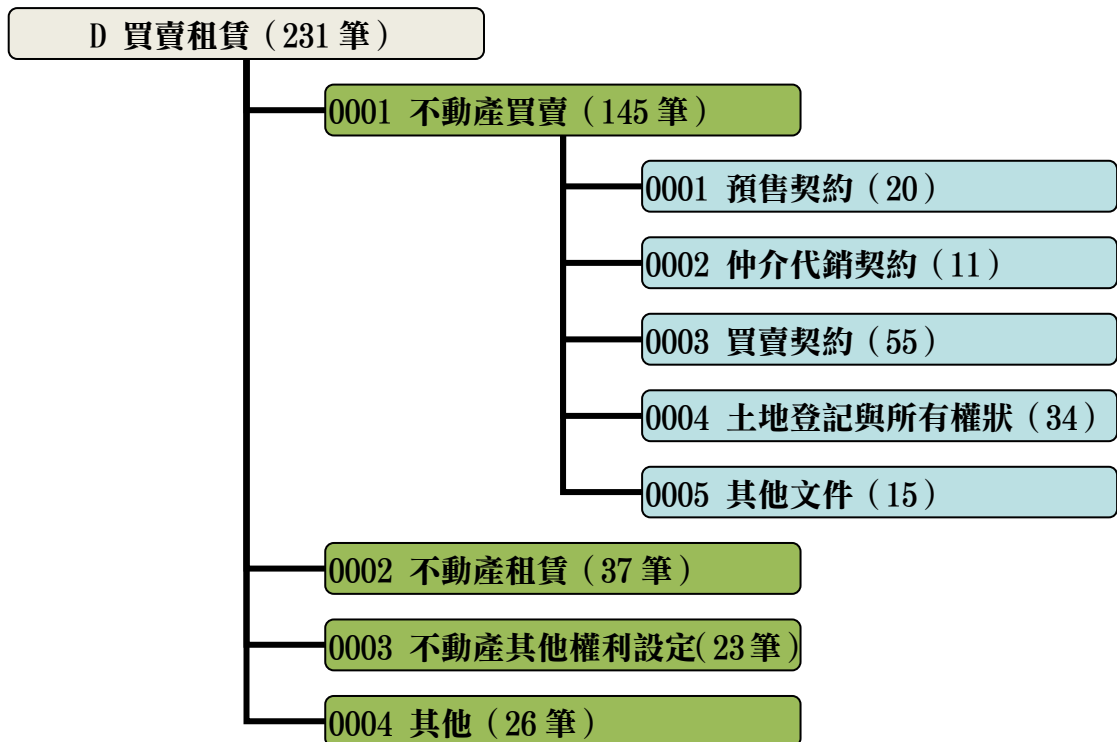 D 買賣租賃（231 筆）
0001 不動產買賣（145 筆）
0001 預售契約（20）
0002 仲介代銷契約（11）
0003 買賣契約（55）
0004 土地登記與所有權狀（34）
0005 其他文件（15）
0002 不動產租賃（37 筆）
0003 不動產其他權利設定(23 筆)
0004 其他（26 筆）